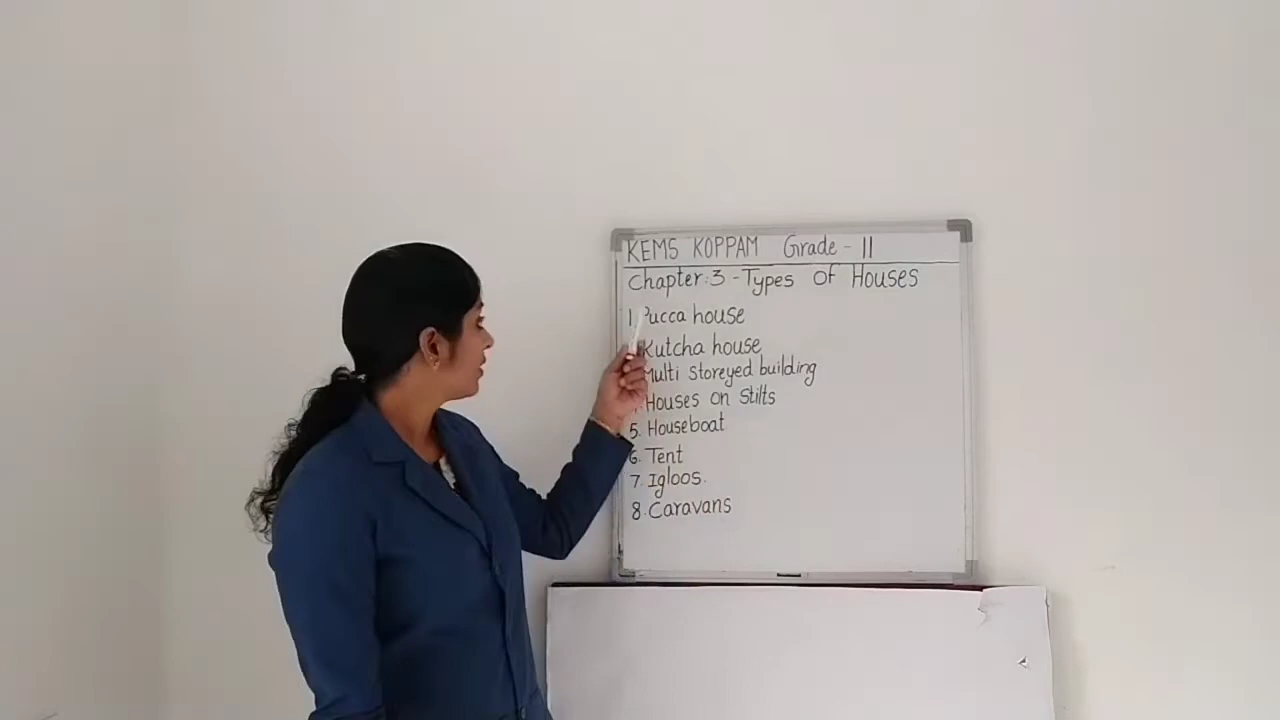 KEMS KOPPAM Grade - II
Chapter:3 - Types of Houses
1. Pucca house
Kutcha house
Multi storeyed building
Houses on stilts
5. Houseboat
6. Tent
7. Igloos.
8. Caravans